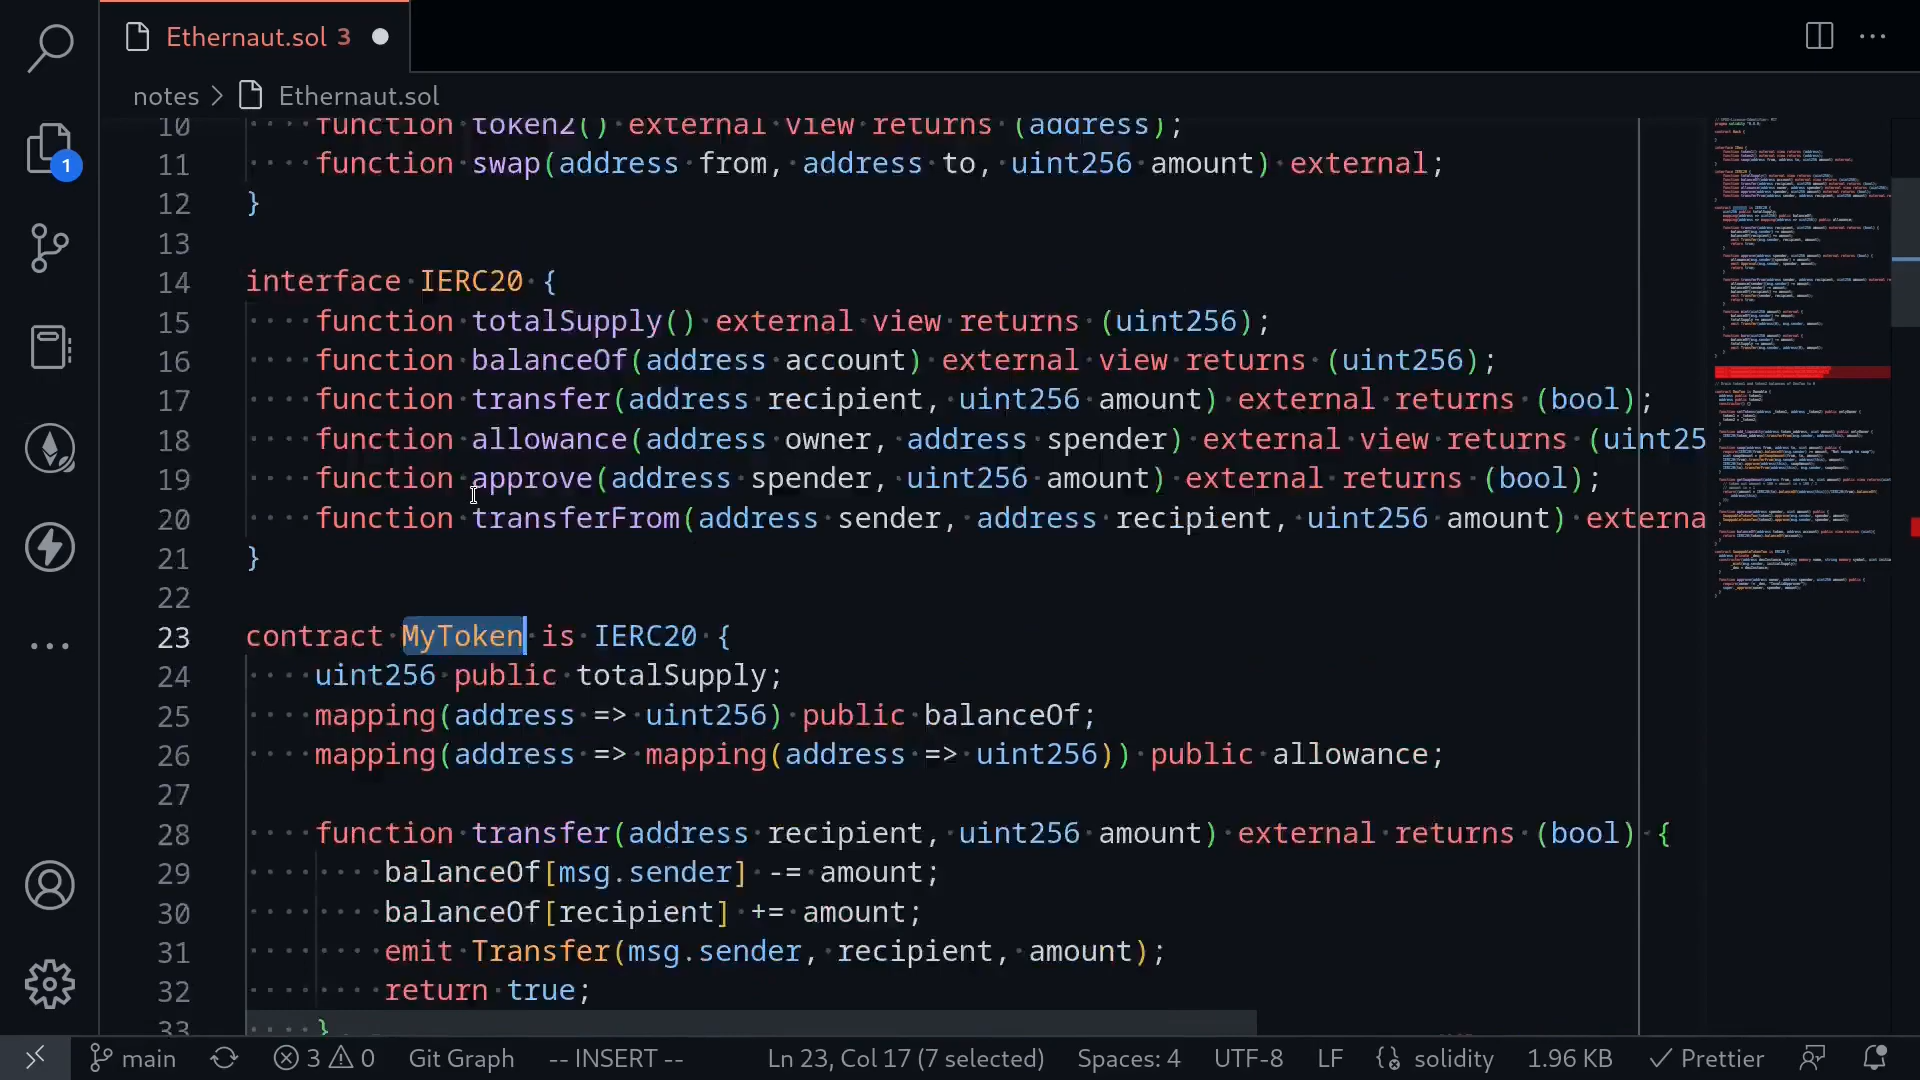 Ethernaut.sol 3
notes > Ethernaut.sol
10 function token2() external view returns (address);
11 function swap(address from, address to, uint256 amount) external;
12 }
13
14 interface IERC20 {
15 function totalSupply() external view returns (uint256);
16 function balanceOf(address account) external view returns (uint256);
17 function transfer(address recipient, uint256 amount) external returns (bool);
18 function allowance(address owner, address spender) external view returns (uint25
19 function approve(address spender, uint256 amount) external returns (bool);
20 function transferFrom(address sender, address recipient, uint256 amount) externa
21 }
22
23 contract MyToken is IERC20 {
24 uint256 public totalSupply;
25 mapping(address => uint256) public balanceOf;
26 mapping(address => mapping(address => uint256)) public allowance;
27
28 function transfer(address recipient, uint256 amount) external returns (bool) {
29 balanceOf[msg.sender] -= amount;
30 balanceOf[recipient] += amount;
31 emit Transfer(msg.sender, recipient, amount);
32 return true;
33 }
1
main 3 0 Git Graph -- INSERT -- Ln 23, Col 17 (7 selected) Spaces: 4 UTF-8 LF solidity 1.96 KB Prettier